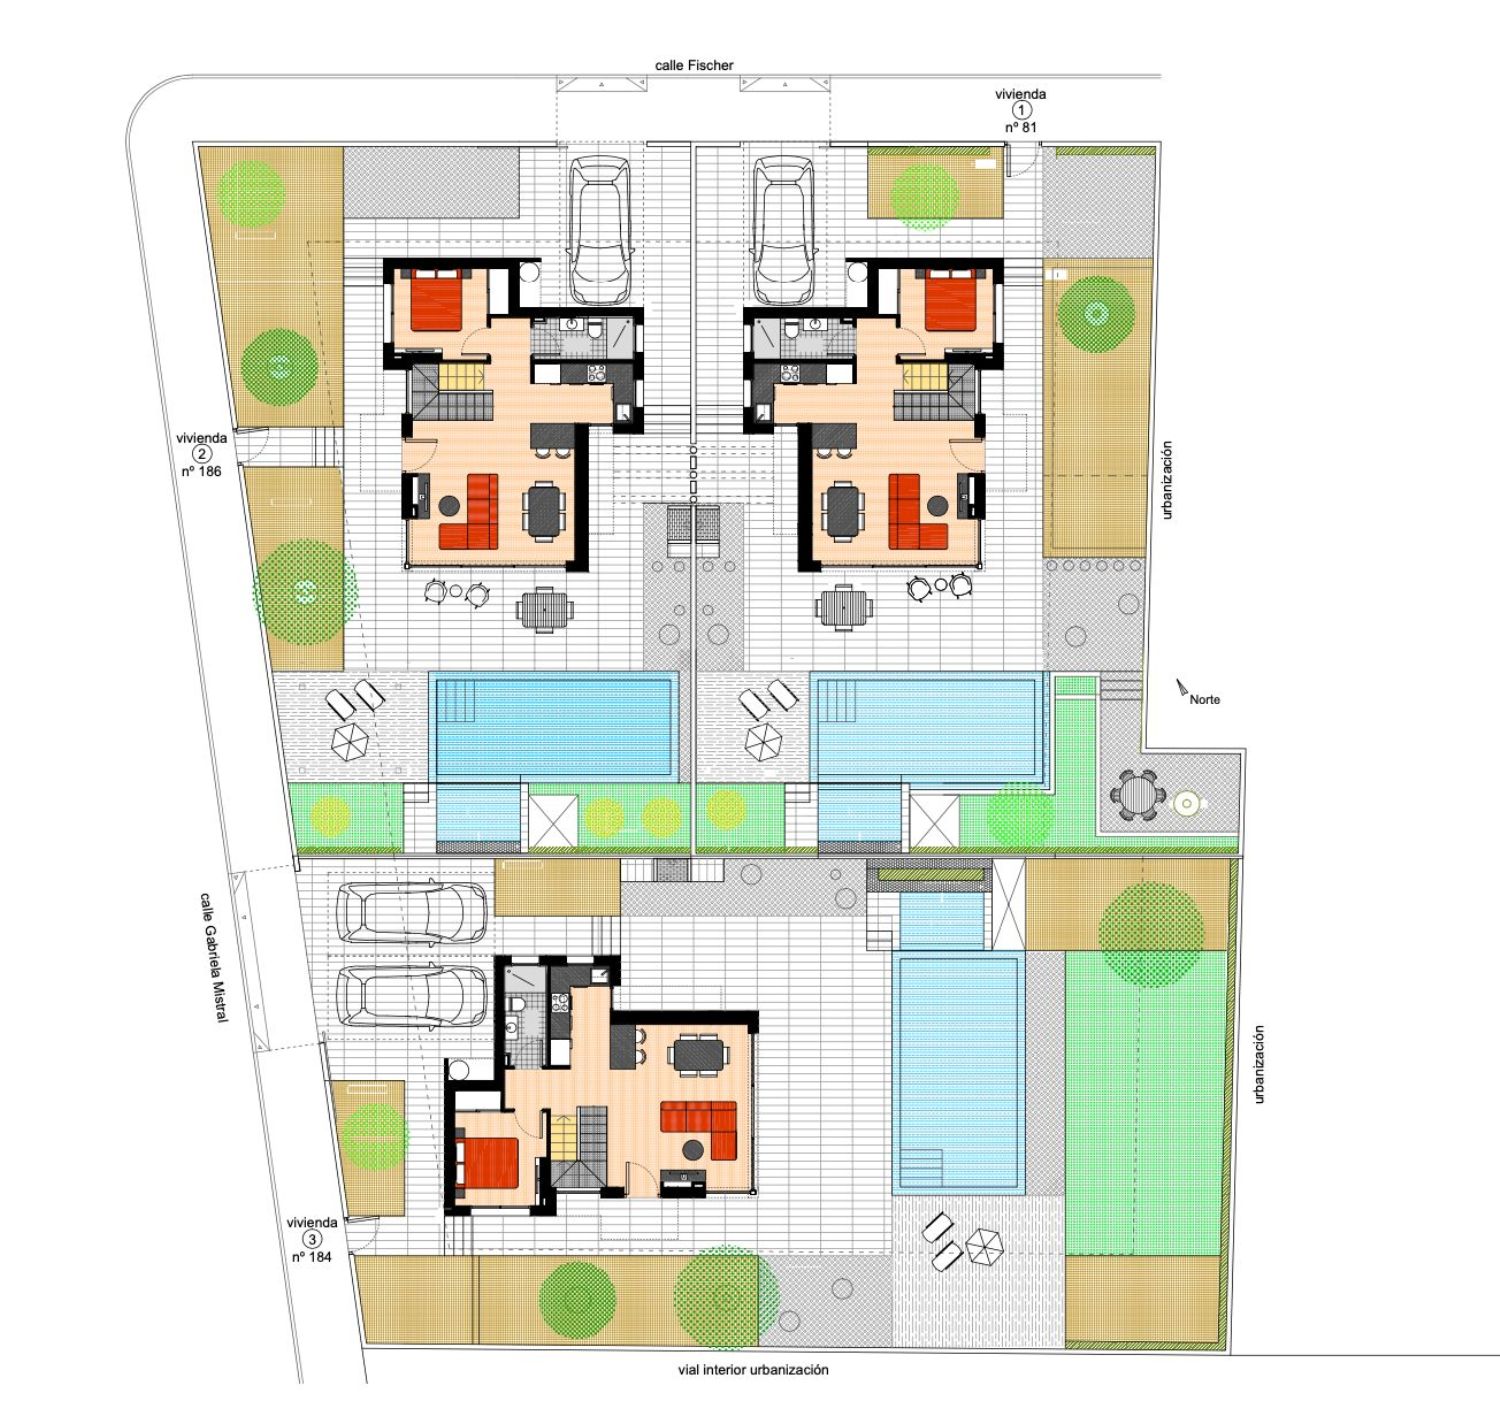 calle Fischer
vivienda
1
nº 81
vivienda
2
nº 186
urbanización
Norte
calle Gabriela Mistral
urbanización
vivienda
3
nº 184
vial interior urbanización